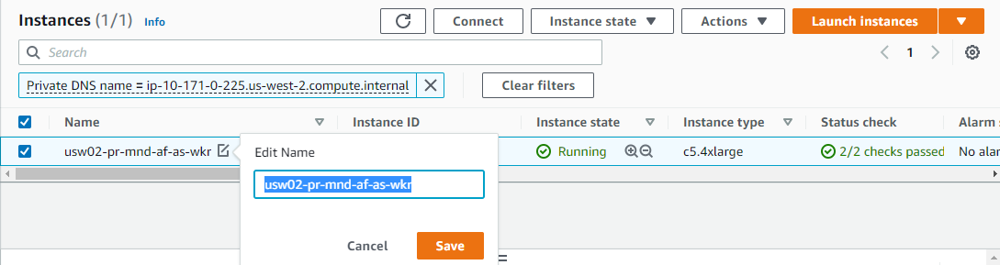 Instances (1/1) Info Connect Instance state Actions Launch instances
Search 1
Private DNS name = ip-10-171-0-225.us-west-2.compute.internal Clear filters
Name Instance ID Instance state Instance type Status check Alarm s
usw02-pr-mnd-af-as-wkr Running c5.4xlarge 2/2 checks passed No alar
Edit Name
usw02-pr-mnd-af-as-wkr
Cancel Save